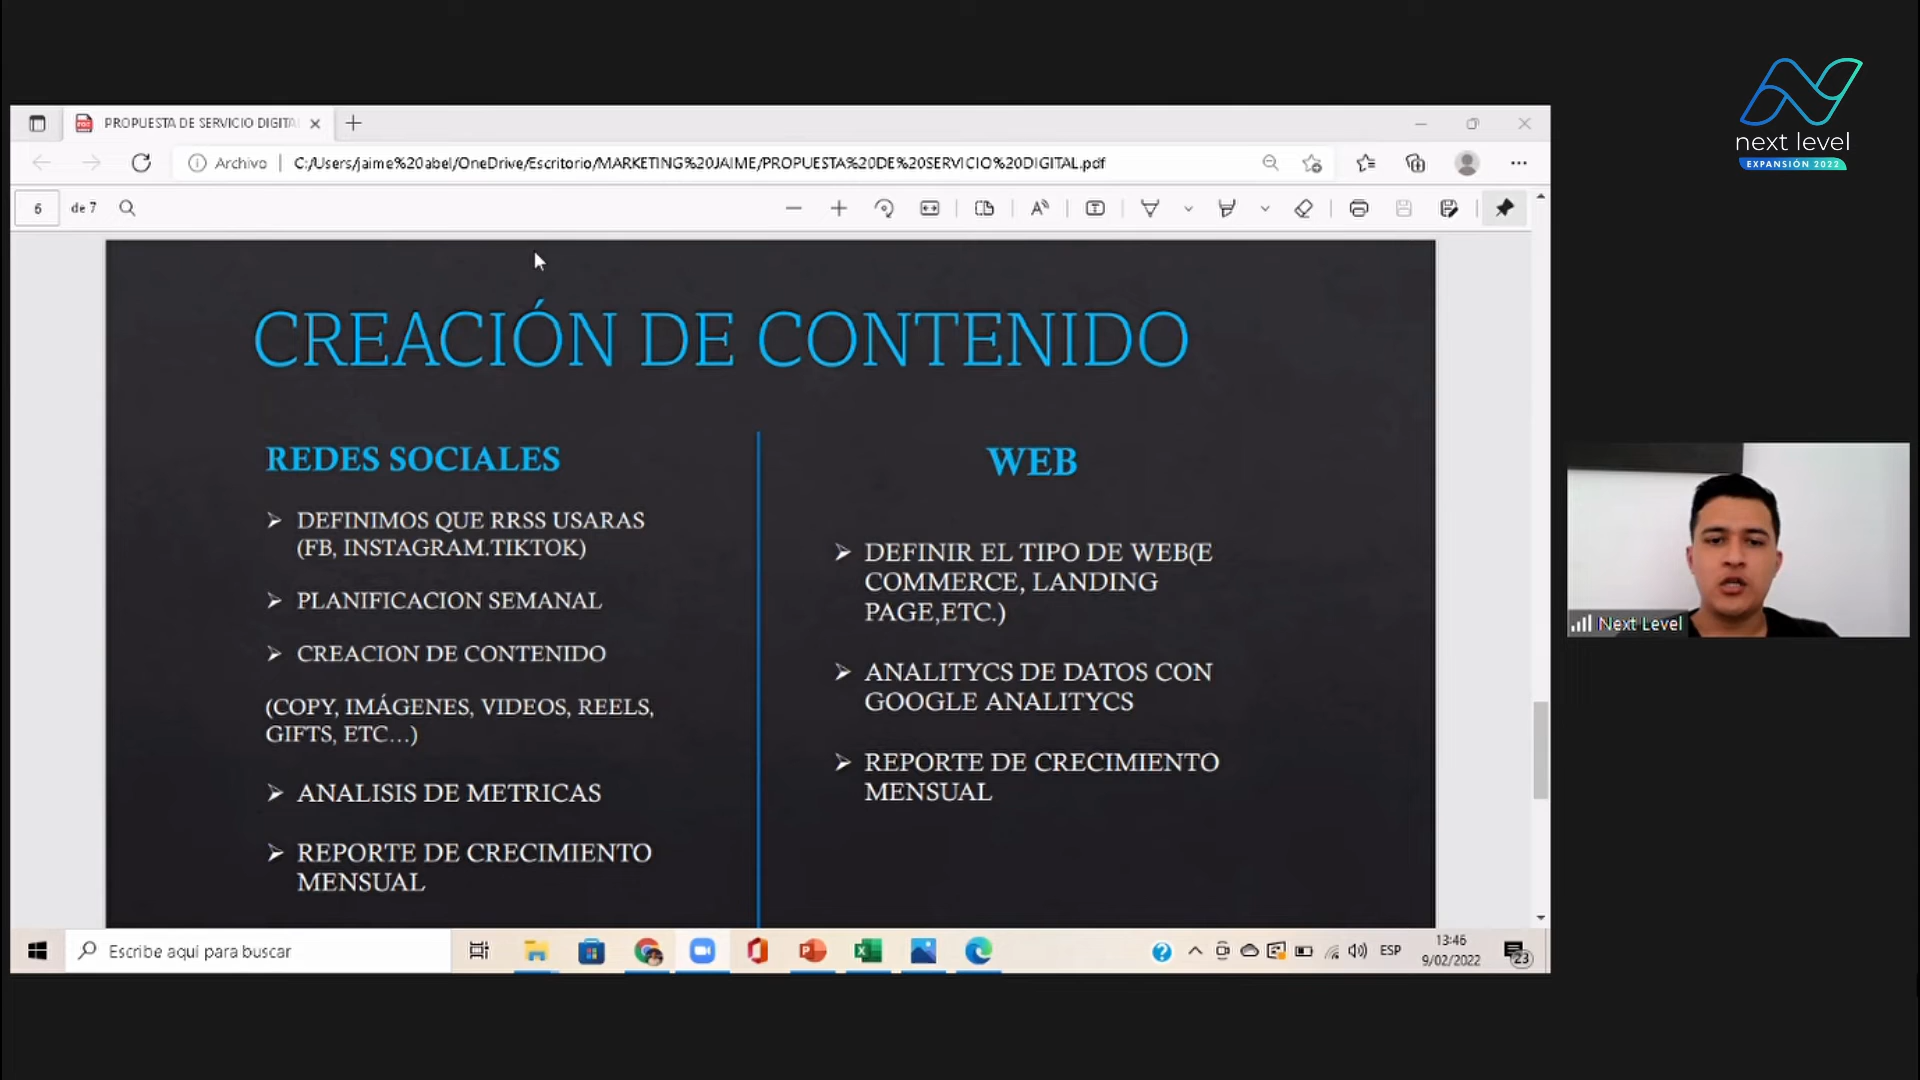 next level
EXPANSIÓN 2022
PROPUESTA DE SERVICIO DIGITA
Archivo
C:/Users/jaime%20abel/OneDrive/Escritorio/MARKETING%20JAIME/PROPUESTA%20DE%20SERVICIO%20DIGITAL.pdf
6 de 7
CREACIÓN DE CONTENIDO
REDES SOCIALES
DEFINIMOS QUE RRSS USARAS
(FB, INSTAGRAM.TIKTOK)
PLANIFICACION SEMANAL
CREACION DE CONTENIDO
(COPY, IMÁGENES, VIDEOS, REELS,
GIFTS, ETC...)
ANALISIS DE METRICAS
REPORTE DE CRECIMIENTO
MENSUAL
WEB
DEFINIR EL TIPO DE WEB(E
COMMERCE, LANDING
PAGE,ETC.)
ANALITYCS DE DATOS CON
GOOGLE ANALITYCS
REPORTE DE CRECIMIENTO
MENSUAL
Next Level
Escribe aquí para buscar
ESP
13:46
9/02/2022
23